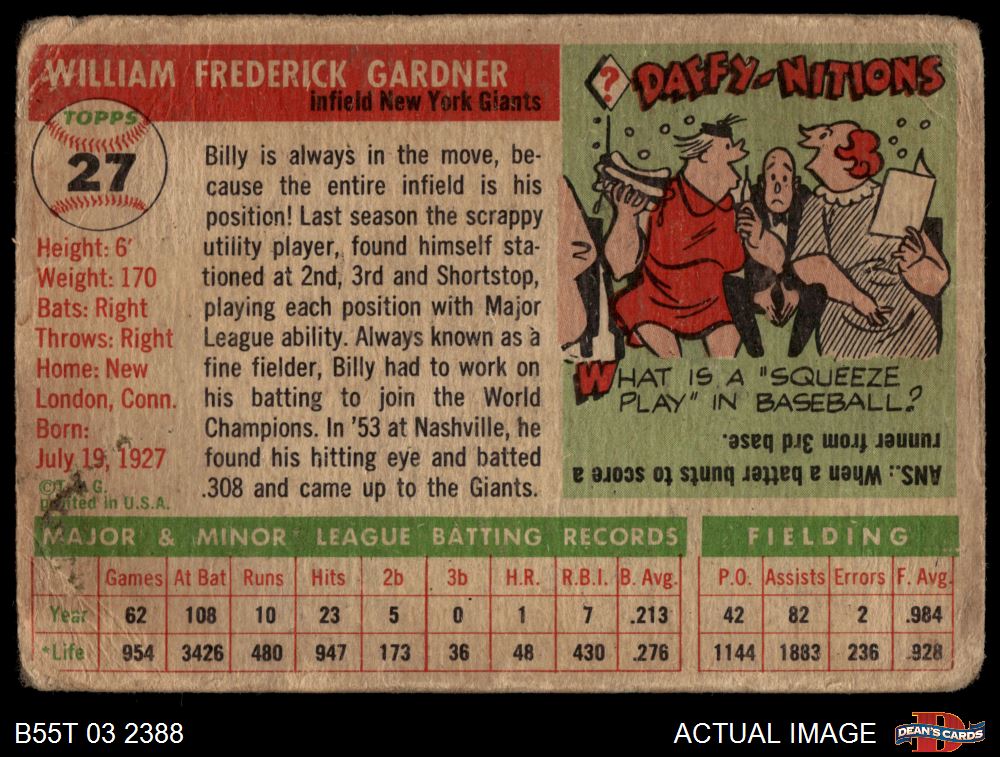 WILLIAM FREDERICK GARDNER
infield New York Giants
TOPPS
27
Height: 6'
Weight: 170
Bats: Right
Throws: Right
Home: New
London, Conn.
Born:
July 19, 1927
©T. G.
printed in U.S.A.
Billy is always in the move, be-
cause the entire infield is his
position! Last season the scrappy
utility player, found himself sta-
tioned at 2nd, 3rd and Shortstop,
playing each position with Major
League ability. Always known as a
fine fielder, Billy had to work on
his batting to join the World
Champions. In '53 at Nashville, he
found his hitting eye and batted
.308 and came up to the Giants.
? DAFFY-NITIONS
WHAT IS A "SQUEEZE
PLAY" IN BASEBALL?
ANS.: When a batter bunts to score a
runner from 3rd base.
MAJOR & MINOR LEAGUE BATTING RECORDS FIELDING
Games At Bat Runs Hits 2b 3b H.R. R.B.I. B. Avg. P.O. Assists Errors F. Avg.
Year 62 108 10 23 5 0 1 7 .213 42 82 2 .984
*Life 954 3426 480 947 173 36 48 430 .276 1144 1883 236 .928
B55T 03 2388
ACTUAL IMAGE
D
DEAN'S CARDS